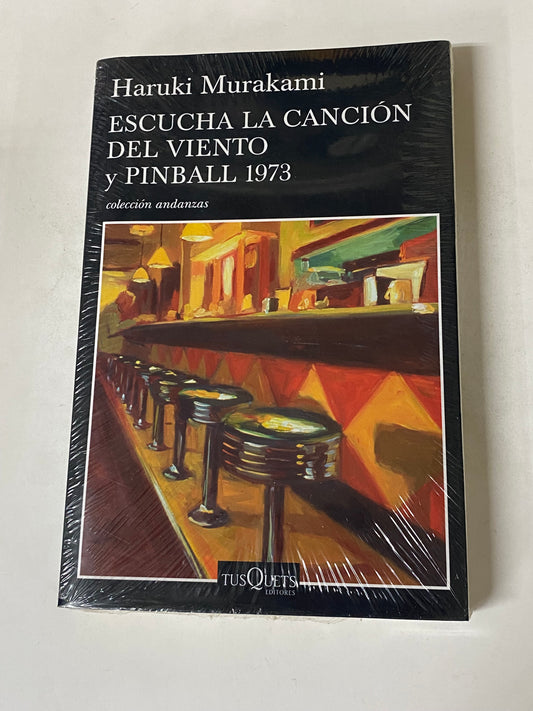 Haruki Murakami
ESCUCHA LA CANCIÓN
DEL VIENTO
y PINBALL 1973
colección andanzas
TUSQUETS
EDITORES